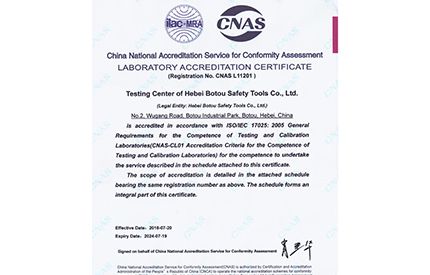 ilac-MRA
CNAS
China National Accreditation Service for Conformity Assessment
LABORATORY ACCREDITATION CERTIFICATE
(Registration No. CNAS L11201 )
Testing Center of Hebei Botou Safety Tools Co., Ltd.
(Legal Entity: Hebei Botou Safety Tools Co., Ltd.)
No.2, Wugang Road, Botou Industrial Park, Botou, Hebei, China
is accredited in accordance with ISO/IEC 17025: 2005 General
Requirements for the Competence of Testing and Calibration
Laboratories(CNAS-CL01 Accreditation Criteria for the Competence of
Testing and Calibration Laboratories) for the competence to undertake
the service described in the schedule attached to this certificate.
The scope of accreditation is detailed in the attached schedule
bearing the same registration number as above. The schedule forms an
integral part of this certificate.
Effective Date: 2018-07-20
Expiry Date: 2024-07-19
Signed on behalf of China National Accreditation Service for Conformity Assessment
China National Accreditation Service for Conformity Assessment(CNAS) is authorized by Certification and Accreditation
Administration of the People's Republic of China (CNCA) to operate the national accreditation schemes for conformity